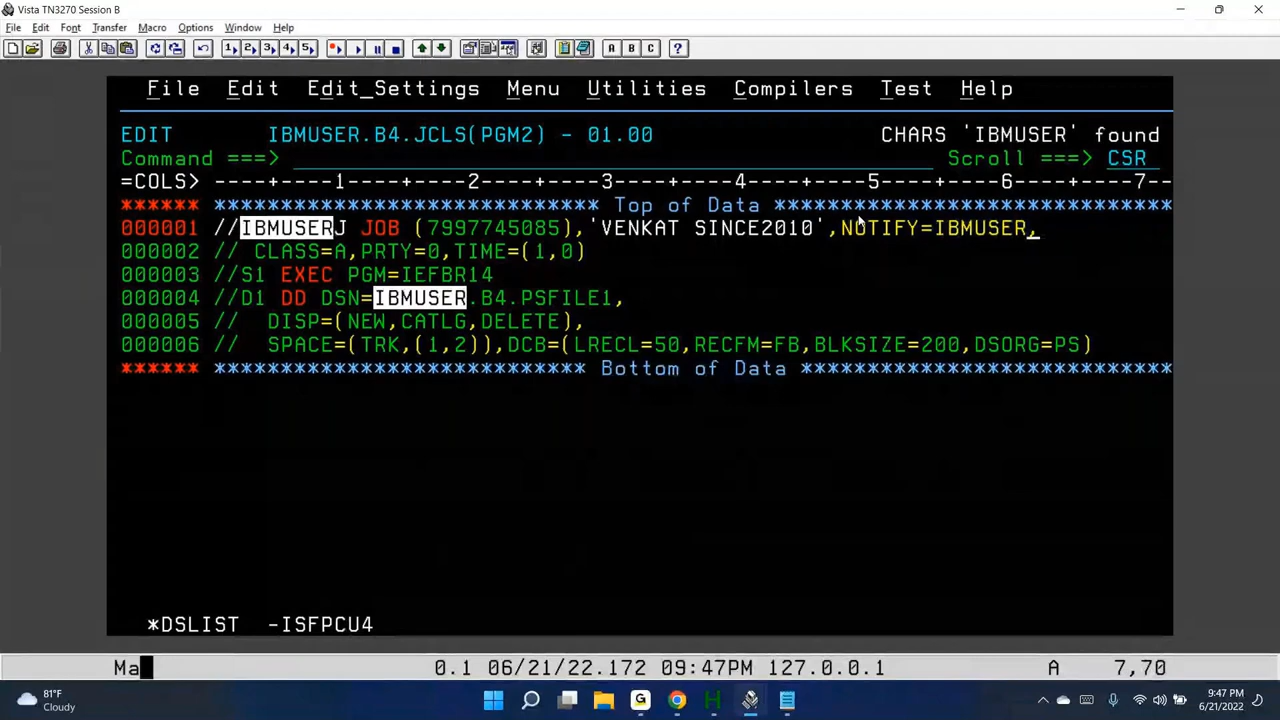 Vista TN3270 Session B
File Edit Font Transfer Macro Options Window Help
1 2 3 4 5 A B C ?
File Edit Edit_Settings Menu Utilities Compilers Test Help
EDIT IBMUSER.B4.JCLS(PGM2) - 01.00 CHARS 'IBMUSER' found
Command ===> Scroll ===> CSR
=COLS> ----+----1----+----2----+----3----+----4----+----5----+----6----+----7--
****** ***************************** Top of Data ******************************
000001 //IBMUSERJ JOB (7997745085),'VENKAT SINCE2010',NOTIFY=IBMUSER,
000002 // CLASS=A,PRTY=0,TIME=(1,0)
000003 //S1 EXEC PGM=IEFBR14
000004 //D1 DD DSN=IBMUSER.B4.PSFILE1,
000005 //  DISP=(NEW,CATLG,DELETE),
000006 //  SPACE=(TRK,(1,2)),DCB=(LRECL=50,RECFM=FB,BLKSIZE=200,DSORG=PS)
****** **************************** Bottom of Data ****************************
*DSLIST -ISFPCU4
Ma 0.1 06/21/22.172 09:47PM 127.0.0.1 A 7,70
81°F
Cloudy
G H
9:47 PM
6/21/2022